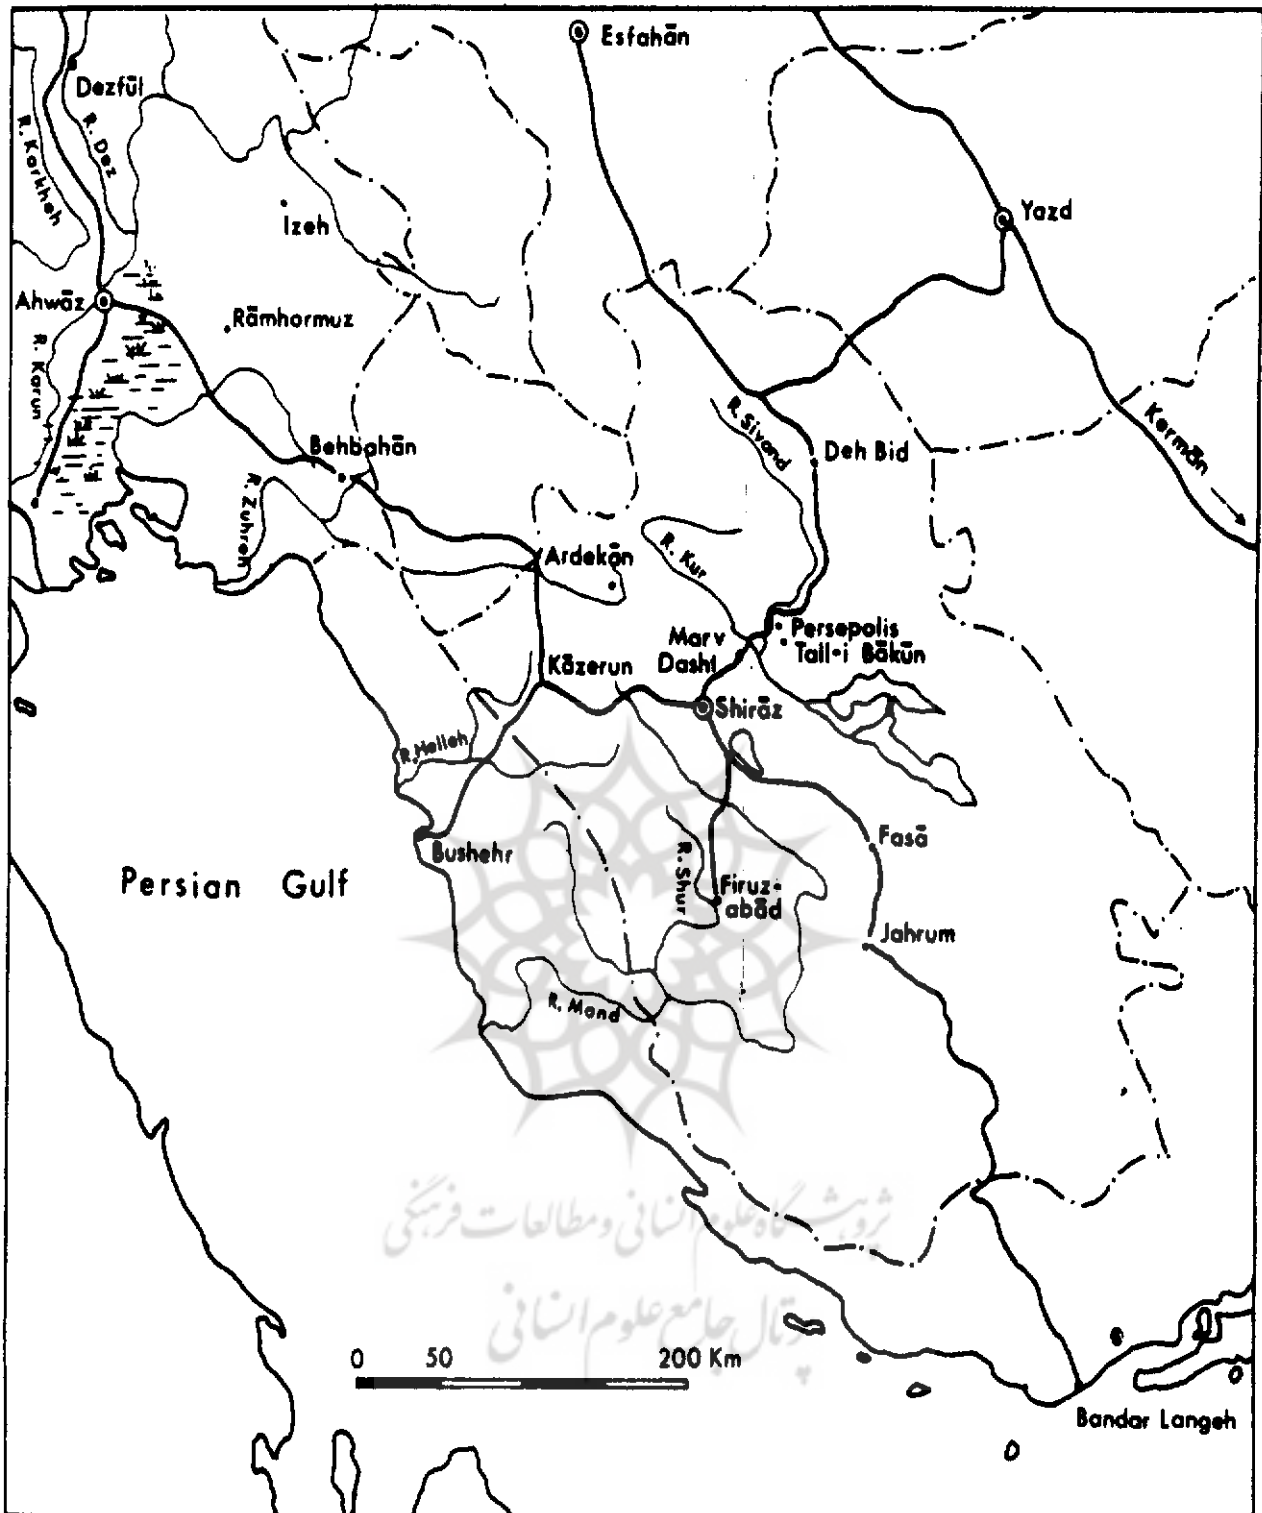 Esfahān
Dezfūl
R. Dez
R. Karkheh
Izeh
Yazd
Ahwāz
Rāmhormuz
R. Karun
R. Sivand
Kermān
Behbahān
Deh Bid
R. Zuhreh
Ardekān
R. Kur
Persepolis
Marv
Dasht
Tall-i Bākūn
Kāzerun
Shirāz
R. Helleh
Fasā
Bushehr
R. Shur
Persian Gulf
Firuz-
abād
Jahrum
R. Mand
پژوهشگاه علوم انسانی و مطالعات فرهنگی
پرتال جامع علوم انسانی
0 50 200 Km
Bandar Langeh